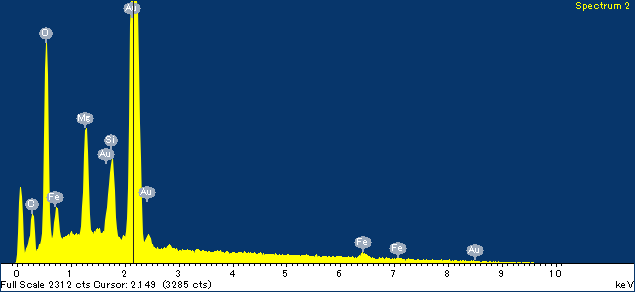 Spectrum 2
Au
O
Mg
Si
Au
Au
Fe
C
Fe
Fe
Au
0 1 2 3 4 5 6 7 8 9 10
Full Scale 2312 cts Cursor: 2.149 (3285 cts) keV